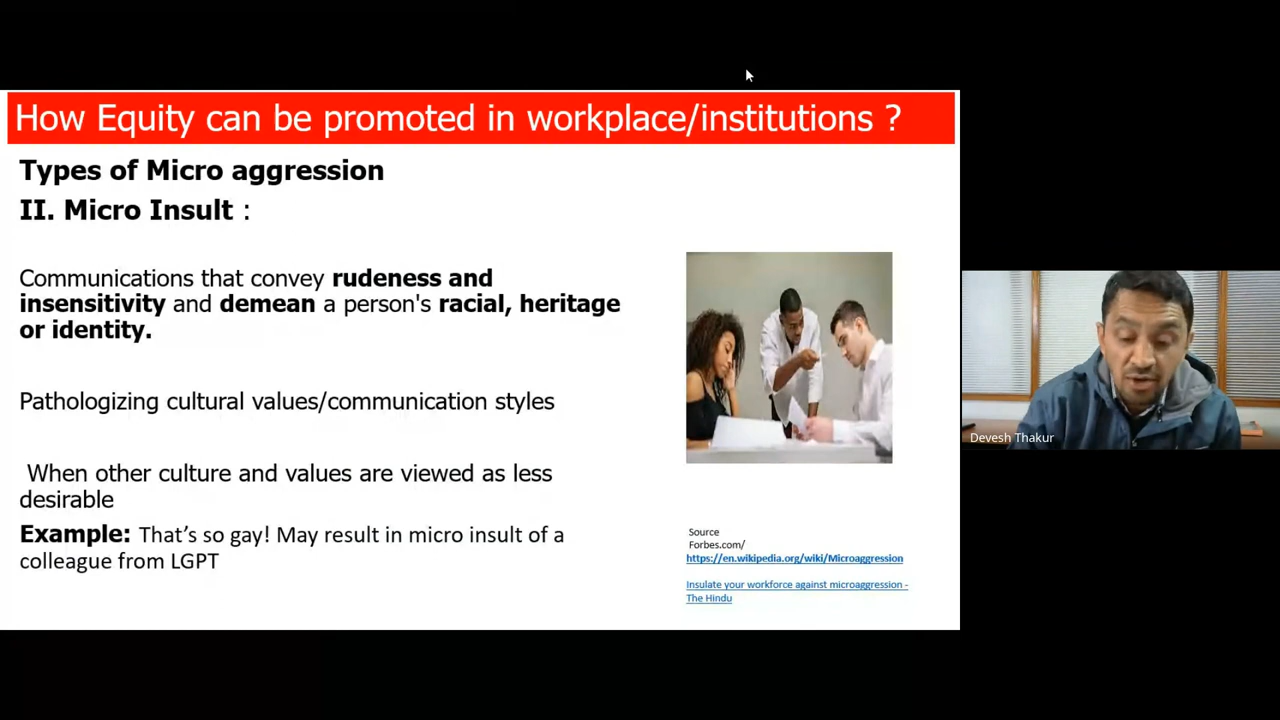 How Equity can be promoted in workplace/institutions ?
Types of Micro aggression
II. Micro Insult :
Communications that convey rudeness and
insensitivity and demean a person's racial, heritage
or identity.
Pathologizing cultural values/communication styles
When other culture and values are viewed as less
desirable
Example: That’s so gay! May result in micro insult of a
colleague from LGPT
Source
Forbes.com/
https://en.wikipedia.org/wiki/Microaggression
Insulate your workforce against microaggression -
The Hindu
Devesh Thakur